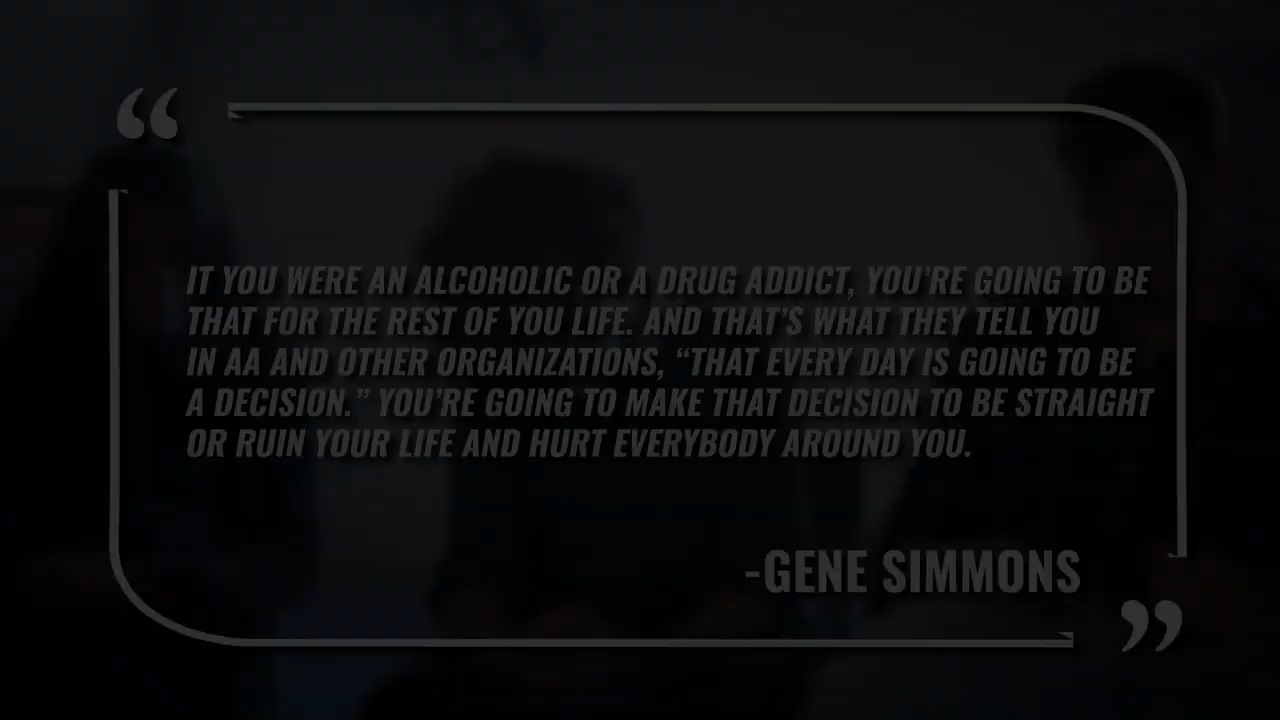 “
IT YOU WERE AN ALCOHOLIC OR A DRUG ADDICT, YOU’RE GOING TO BE
THAT FOR THE REST OF YOU LIFE. AND THAT’S WHAT THEY TELL YOU
IN AA AND OTHER ORGANIZATIONS, “THAT EVERY DAY IS GOING TO BE
A DECISION.” YOU’RE GOING TO MAKE THAT DECISION TO BE STRAIGHT
OR RUIN YOUR LIFE AND HURT EVERYBODY AROUND YOU.
-GENE SIMMONS
”